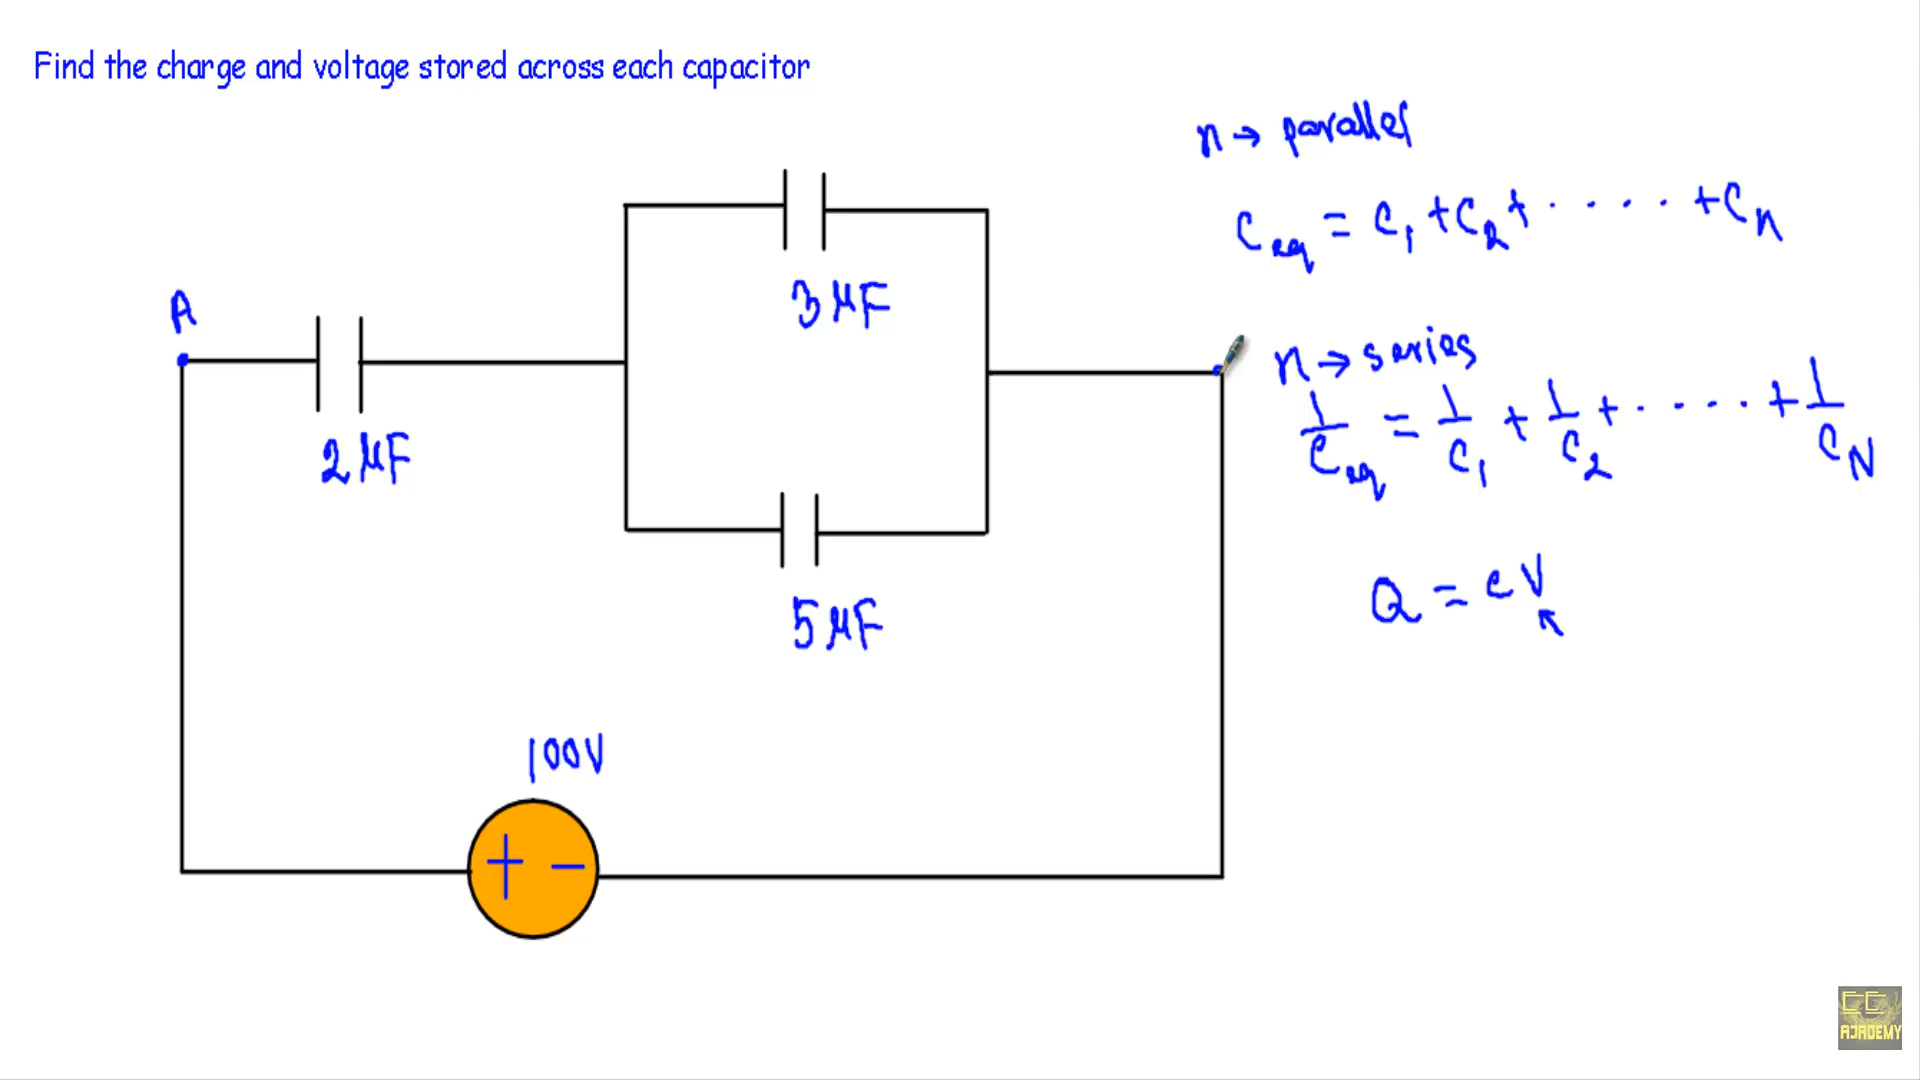 Find the charge and voltage stored across each capacitor
n → parallel
Ceq = C1 + C2 + ..... + Cn
3 μF
A
n → series
1/Ceq = 1/C1 + 1/C2 + ..... + 1/CN
2 μF
5 μF
Q = CV
100V
+ −
EE
ACADEMY